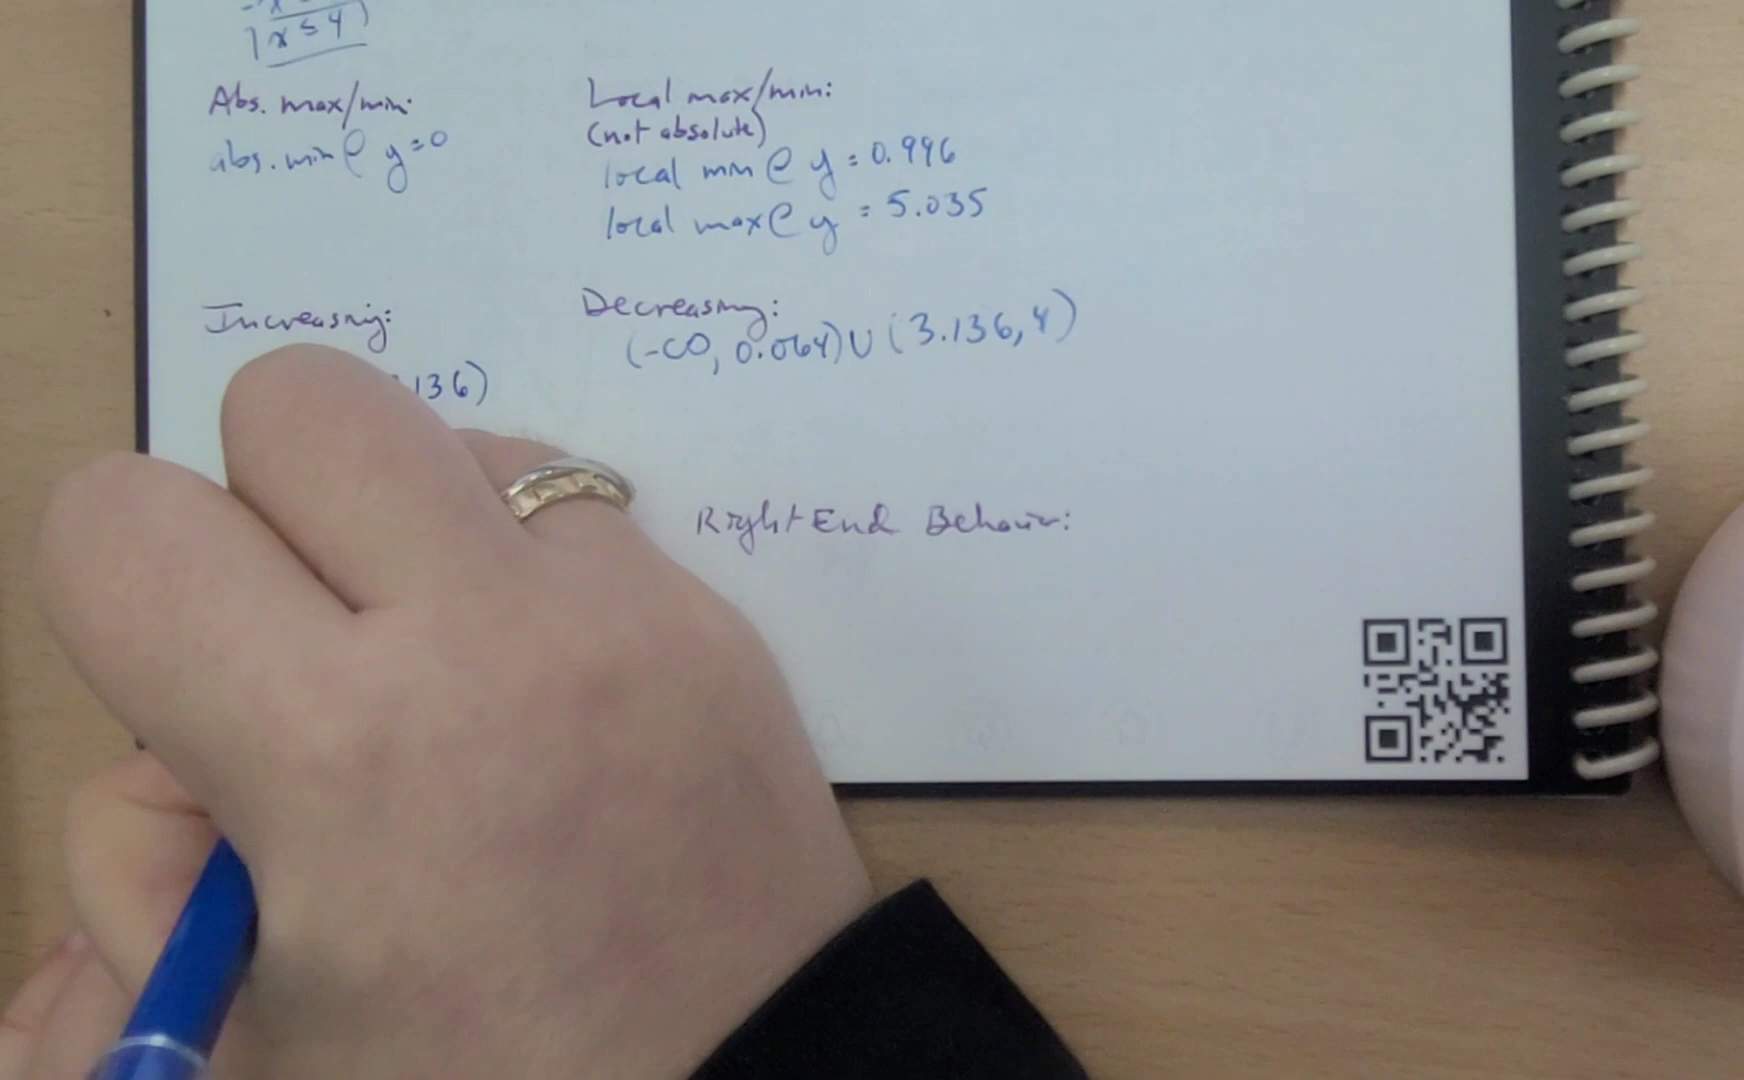 x ≤ 4
Abs. max/min:
abs. min @ y=0
Local max/min:
(not absolute)
local min @ y = 0.996
local max @ y = 5.035
Increasing:
136)
Decreasing:
(-∞, 0.064) ∪ (3.136, 4)
Right End Behavior: